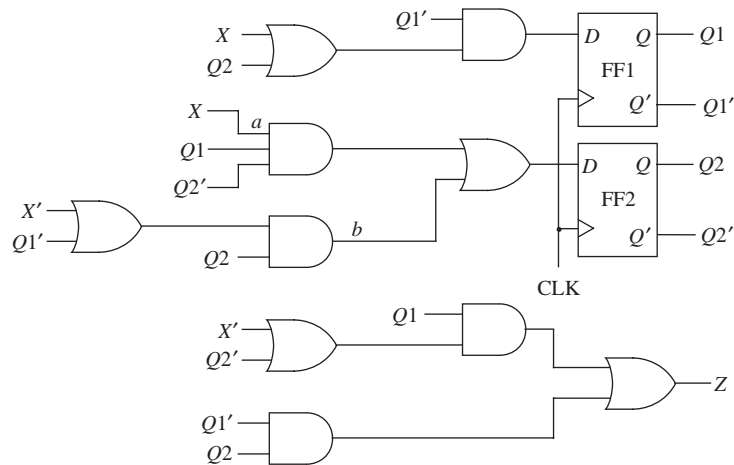 Q1′
X
Q2
D Q Q1
FF1
Q′ Q1′
X
a
Q1
Q2′
D Q Q2
FF2
Q′ Q2′
X′
Q1′
Q2
b
CLK
Q1
X′
Q2′
Z
Q1′
Q2